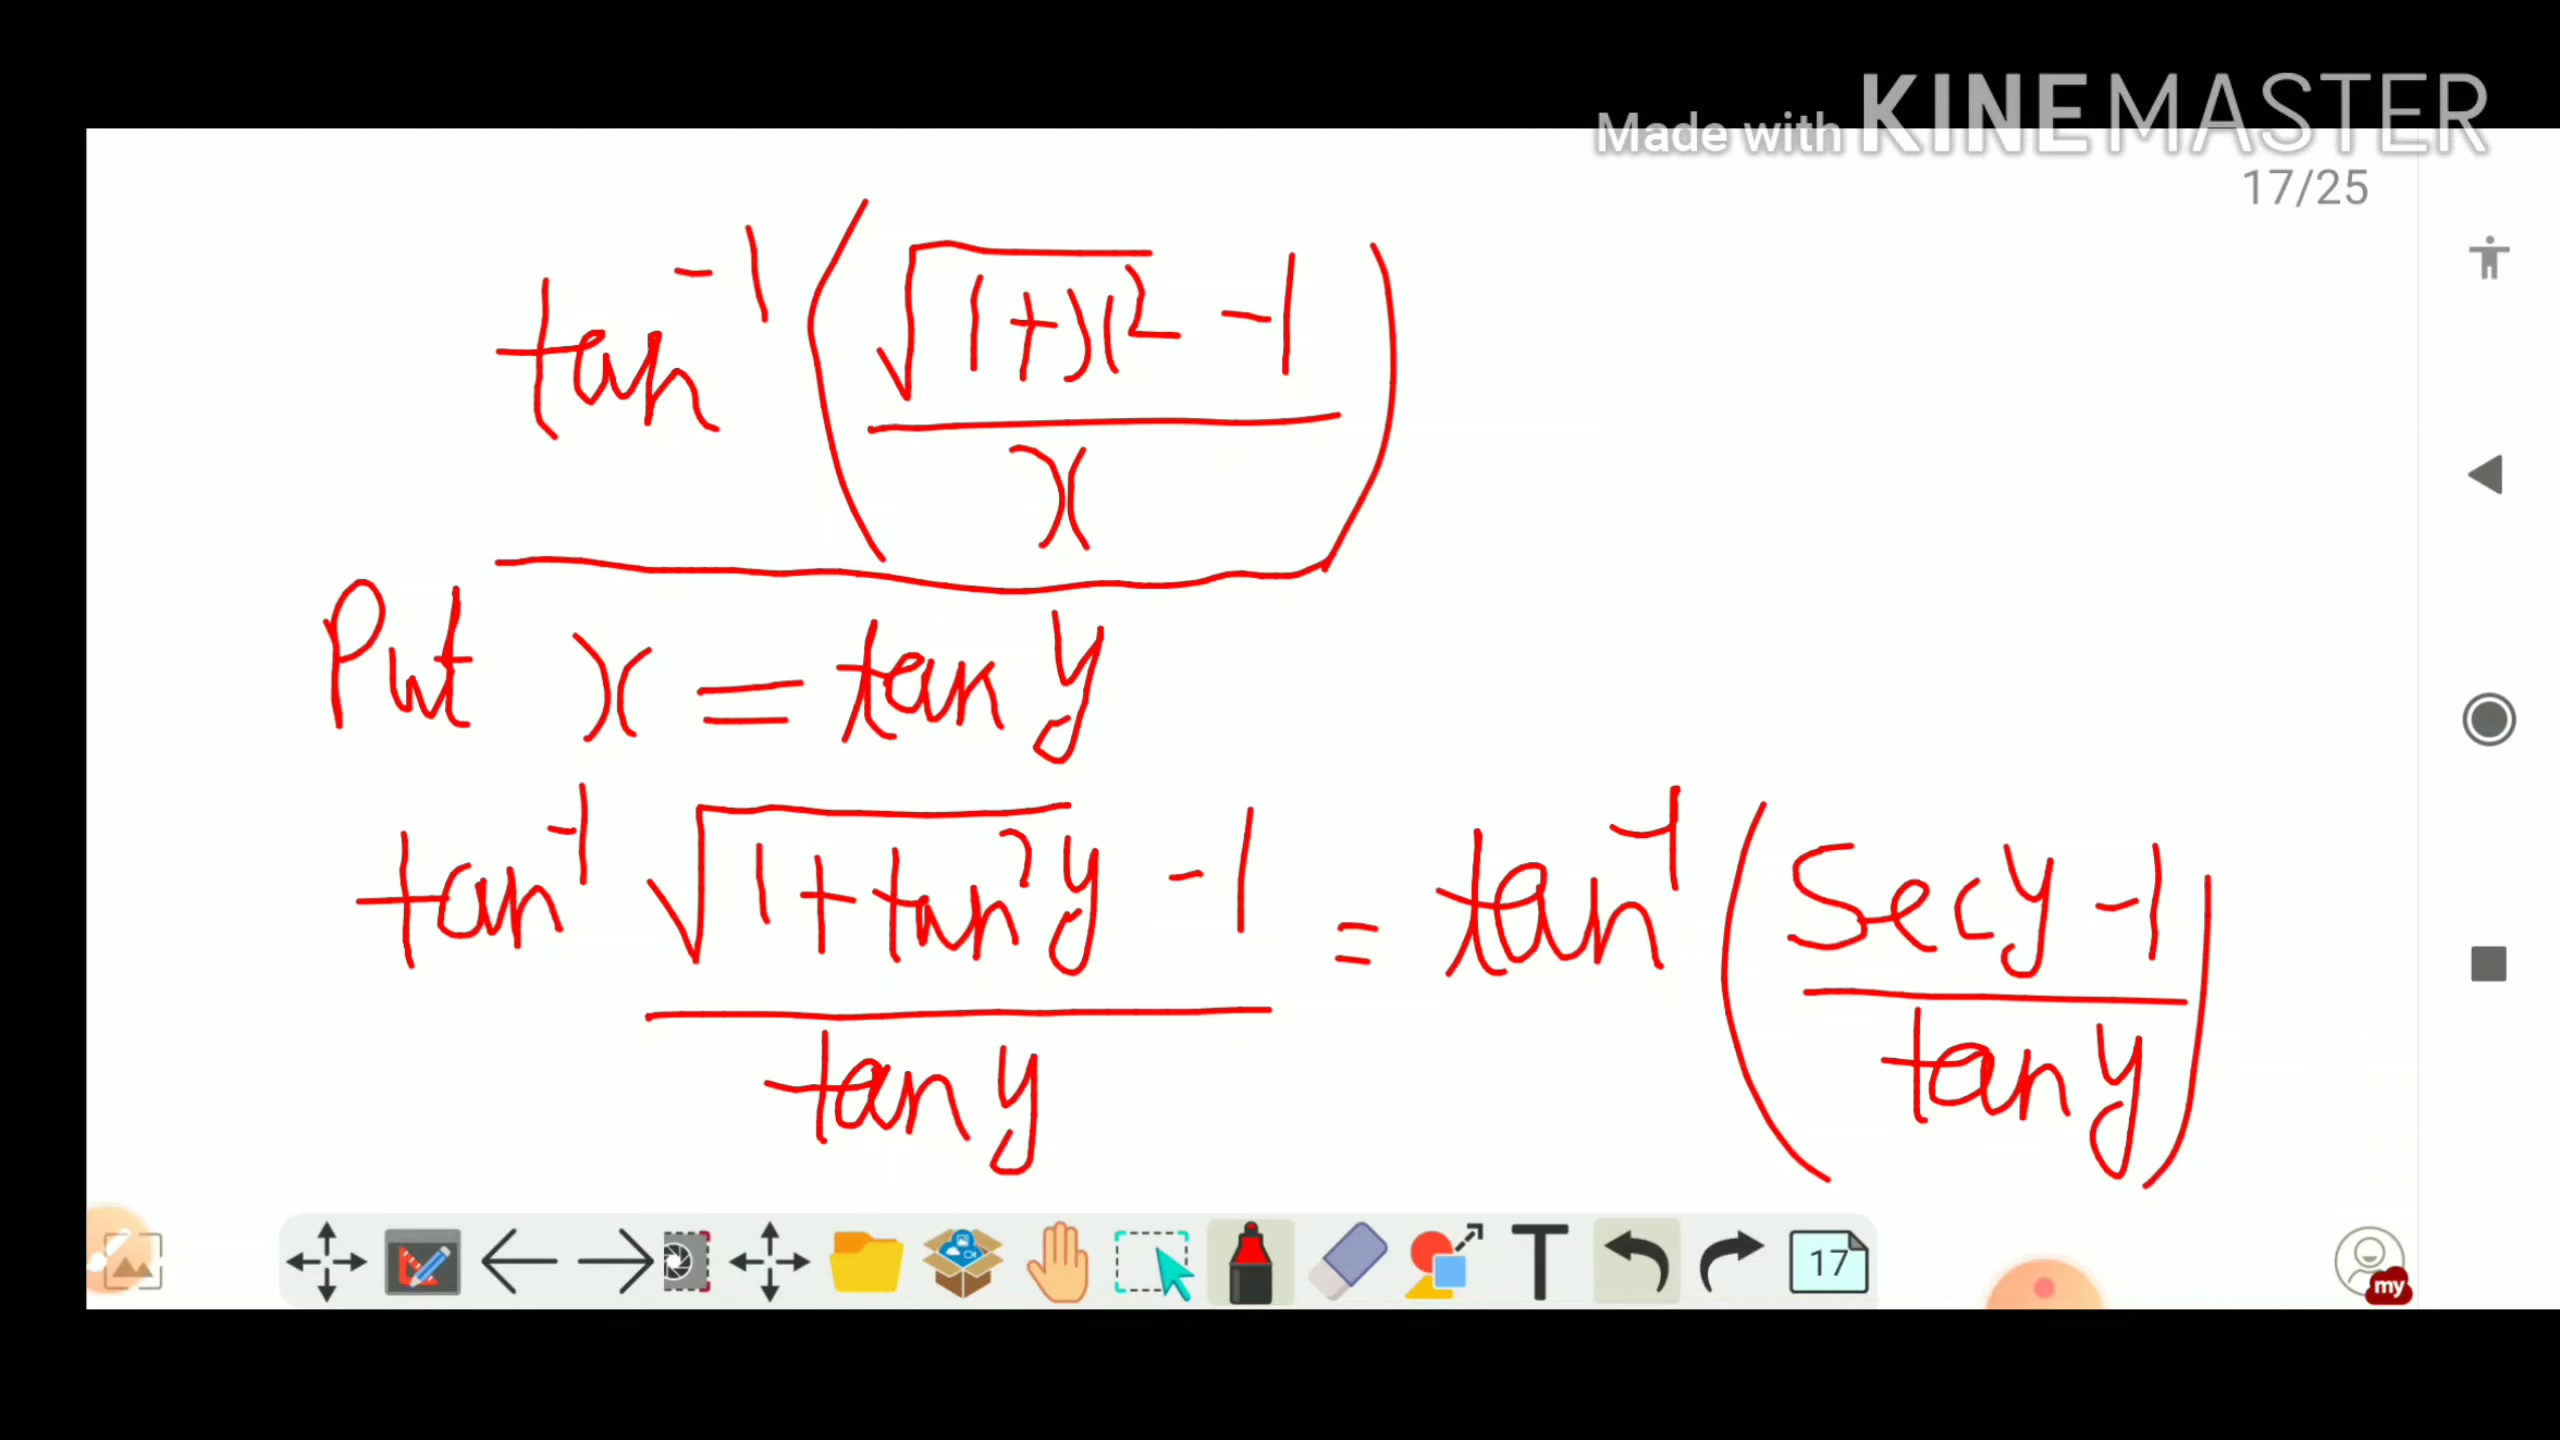 Made with KINEMASTER
17/25
tan⁻¹(√(1+x²) -1 / x)
Put x = tan y
tan⁻¹ √(1+tan²y) -1 / tan y = tan⁻¹(Sec y -1 / tan y)
T 17
my